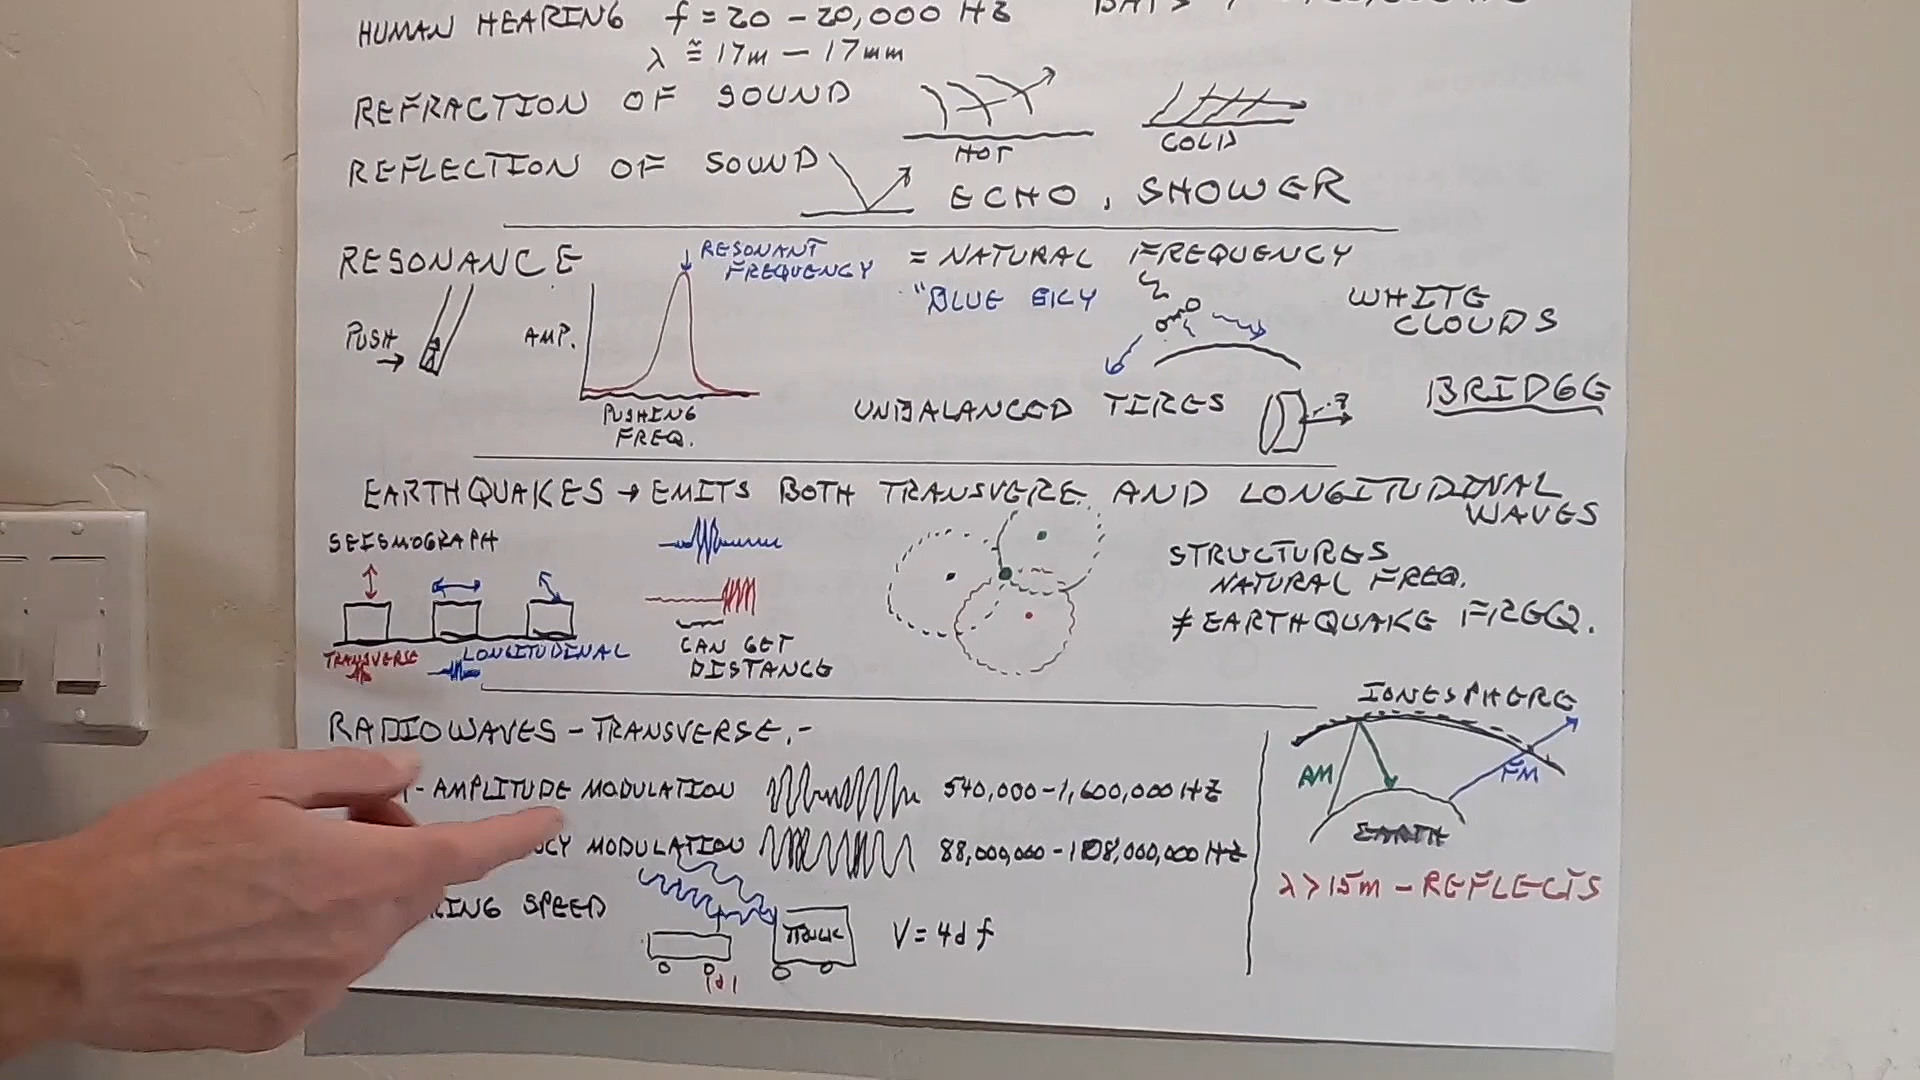 HUMAN HEARING f = 20 - 20,000 HZ
λ ≅ 17m - 17mm
REFRACTION OF SOUND
HOT
COLD
REFLECTION OF SOUND
ECHO, SHOWER
RESONANCE
RESONANT
FREQUENCY
= NATURAL FREQUENCY
"BLUE SKY
WHITE
CLOUDS
PUSH
AMP.
PUSHING
FREQ.
UNBALANCED TIRES
BRIDGE
EARTHQUAKES → EMITS BOTH TRANSVERE AND LONGITUDINAL
WAVES
SEISMOGRAPH
TRANSVERSE
LONGITUDINAL
CAN GET
DISTANCE
STRUCTURES
NATURAL FREQ.
≠ EARTHQUAKE FREQ.
RADIO WAVES - TRANSVERSE.-
- AMPLITUDE MODULATION 540,000-1,600,000 HZ
MODULATION 88,000,000-108,000,000 HZ
SPEED
TRUCK
d
V = 4d f
IONESPHERE
AM
FM
EARTH
λ > 15m - REFLECTS